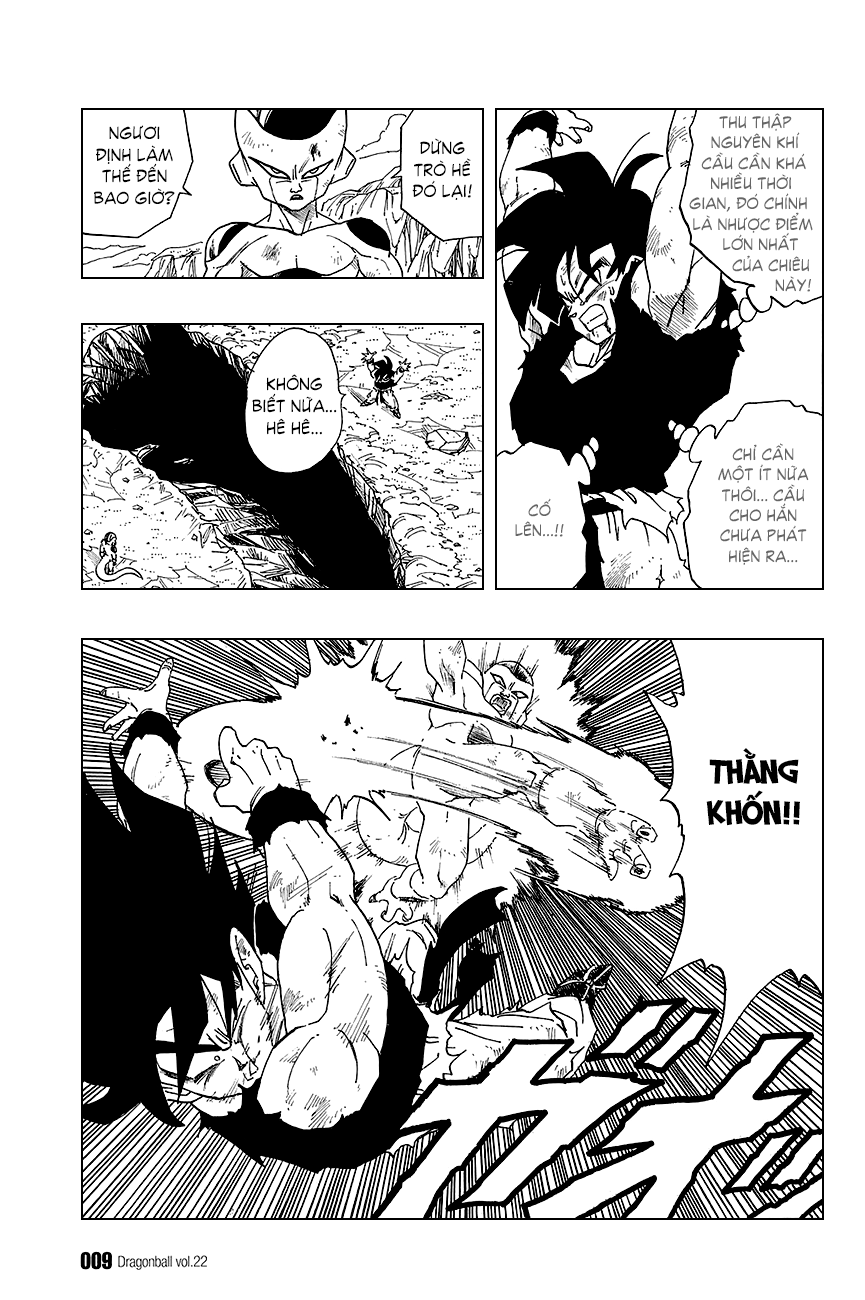 THU THẬP
NGUYÊN KHÍ
CẦU CẦN KHÁ
NHIỀU THỜI
GIAN, ĐÓ CHÍNH
LÀ NHƯỢC ĐIỂM
LỚN NHẤT
CỦA CHIÊU
NÀY!
CHỈ CẦN
MỘT ÍT NỮA
THÔI... CẦU
CHO HẮN
CHƯA PHÁT
HIỆN RA...
CỐ
LÊN...!!
DỪNG
TRÒ HỀ
ĐÓ LẠI!
NGƯƠI
ĐỊNH LÀM
THẾ ĐẾN
BAO GIỜ?
KHÔNG
BIẾT NỮA...
HÊ HÊ...
THẰNG
KHỐN!!
ガオ
009 Dragonball vol.22